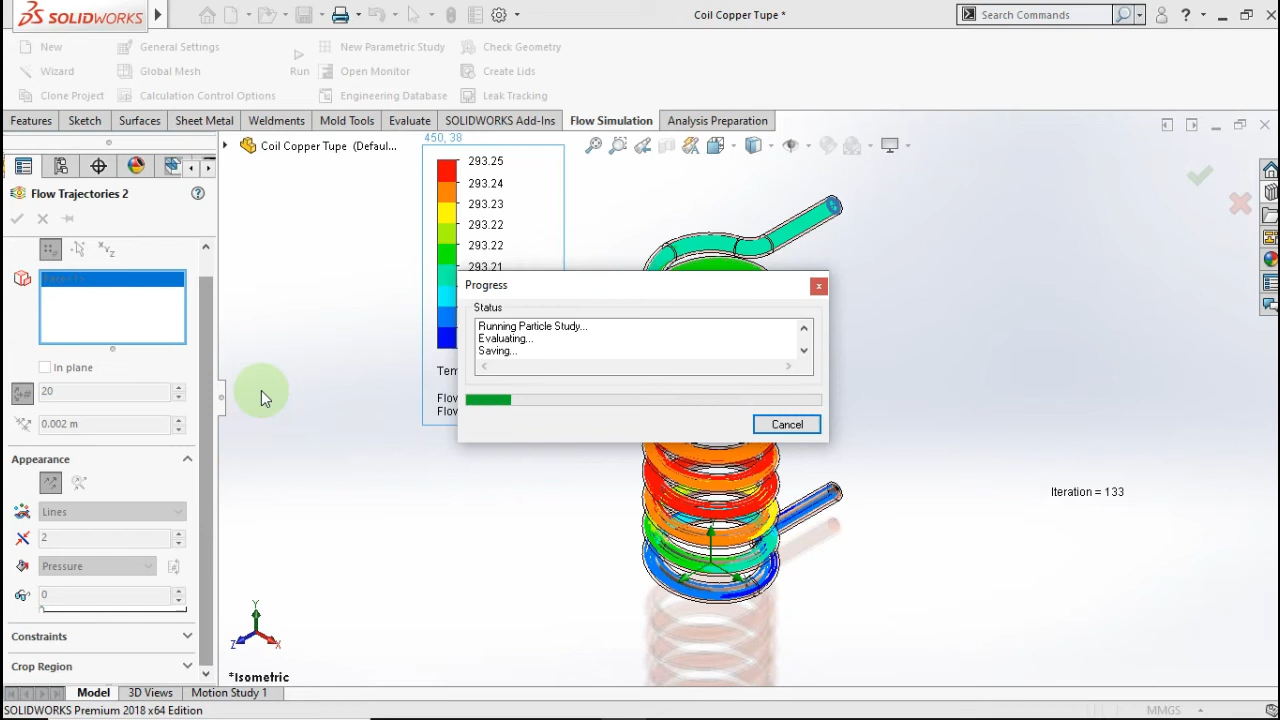 SOLIDWORKS
Coil Copper Tupe *
Search Commands
?
New
General Settings
New Parametric Study
Check Geometry
Wizard
Global Mesh
Run
Open Monitor
Create Lids
Clone Project
Calculation Control Options
Engineering Database
Leak Tracking
Features
Sketch
Surfaces
Sheet Metal
Weldments
Mold Tools
Evaluate
SOLIDWORKS Add-Ins
Flow Simulation
Analysis Preparation
450, 38
Coil Copper Tupe (Defaul...
293.25
293.24
293.23
293.22
293.22
293.21
Flow Trajectories 2
Progress
Status
Running Particle Study...
Evaluating...
Saving...
Cancel
In plane
20
0.002 m
Appearance
Lines
2
Pressure
0
Constraints
Crop Region
Iteration = 133
Y
Z
X
*Isometric
Model
3D Views
Motion Study 1
SOLIDWORKS Premium 2018 x64 Edition
MMGS